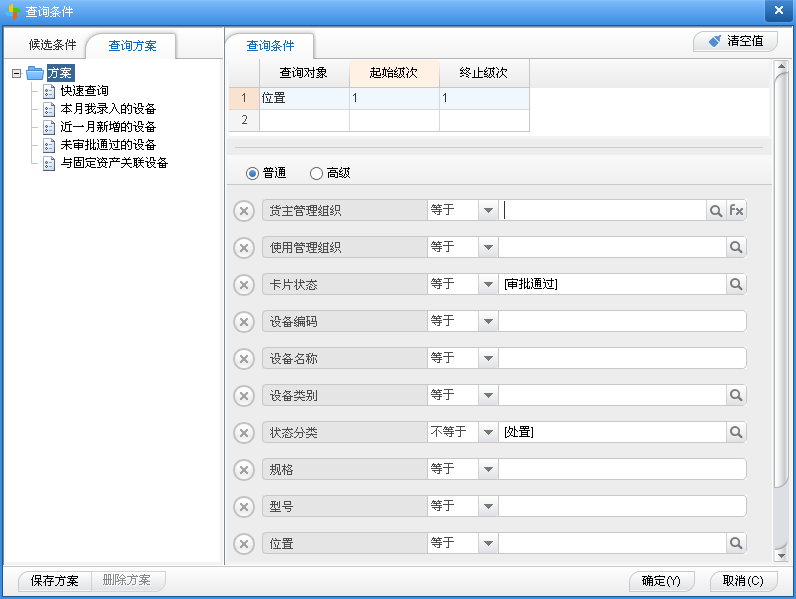 查询条件
候选条件 查询方案
方案
快速查询
本月我录入的设备
近一月新增的设备
未审批通过的设备
与固定资产关联设备
查询条件 清空值
查询对象 起始级次 终止级次
1 位置 1 1
2
普通 高级
货主管理组织 等于 Fx
使用管理组织 等于
卡片状态 等于 [审批通过]
设备编码 等于
设备名称 等于
设备类别 等于
状态分类 不等于 [处置]
规格 等于
型号 等于
位置 等于
保存方案 删除方案 确定(Y) 取消(C)